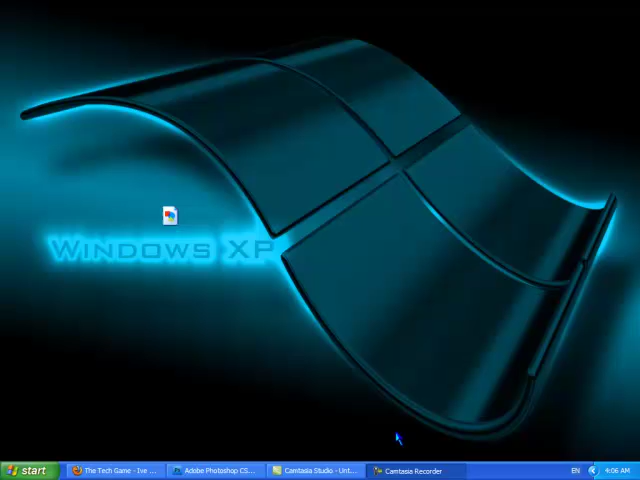 WINDOWS XP
start
The Tech Game - Ive ...
Adobe Photoshop CS...
Camtasia Studio - Unt...
Camtasia Recorder
EN
4:06 AM